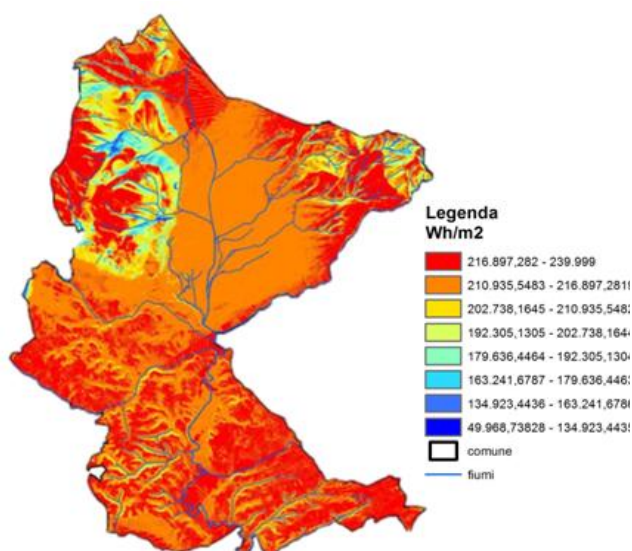 Legenda
Wh/m2
216.897,282 - 239.999
210.935,5483 - 216.897,2819
202.738,1645 - 210.935,5482
192.305,1305 - 202.738,1644
179.636,4464 - 192.305,1304
163.241,6787 - 179.636,4463
134.923,4436 - 163.241,6786
49.968,73828 - 134.923,4435
comune
fiumi